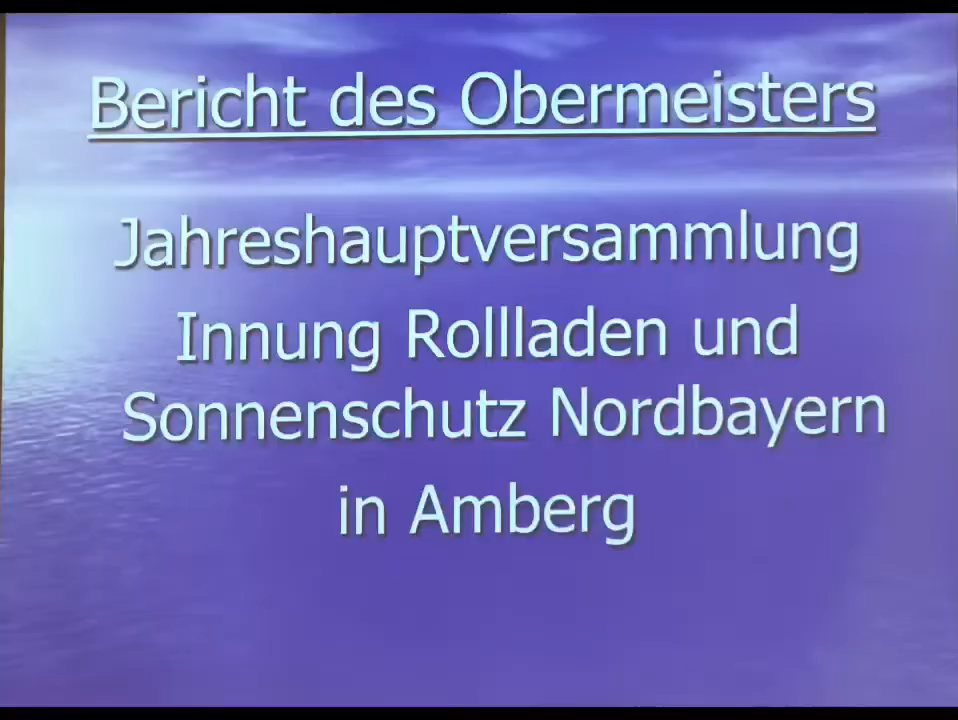 Bericht des Obermeisters
Jahreshauptversammlung
Innung Rollladen und
Sonnenschutz Nordbayern
in Amberg